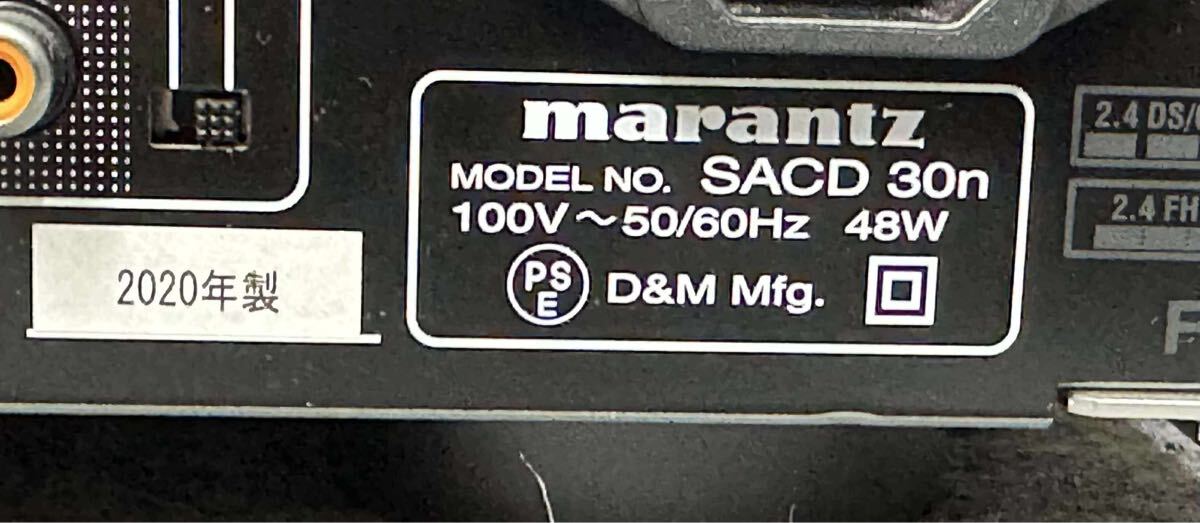 marantz
MODEL NO. SACD 30n
100V～50/60Hz 48W
PSE D&M Mfg.
2020年製
2.4 DS/
2.4 FH